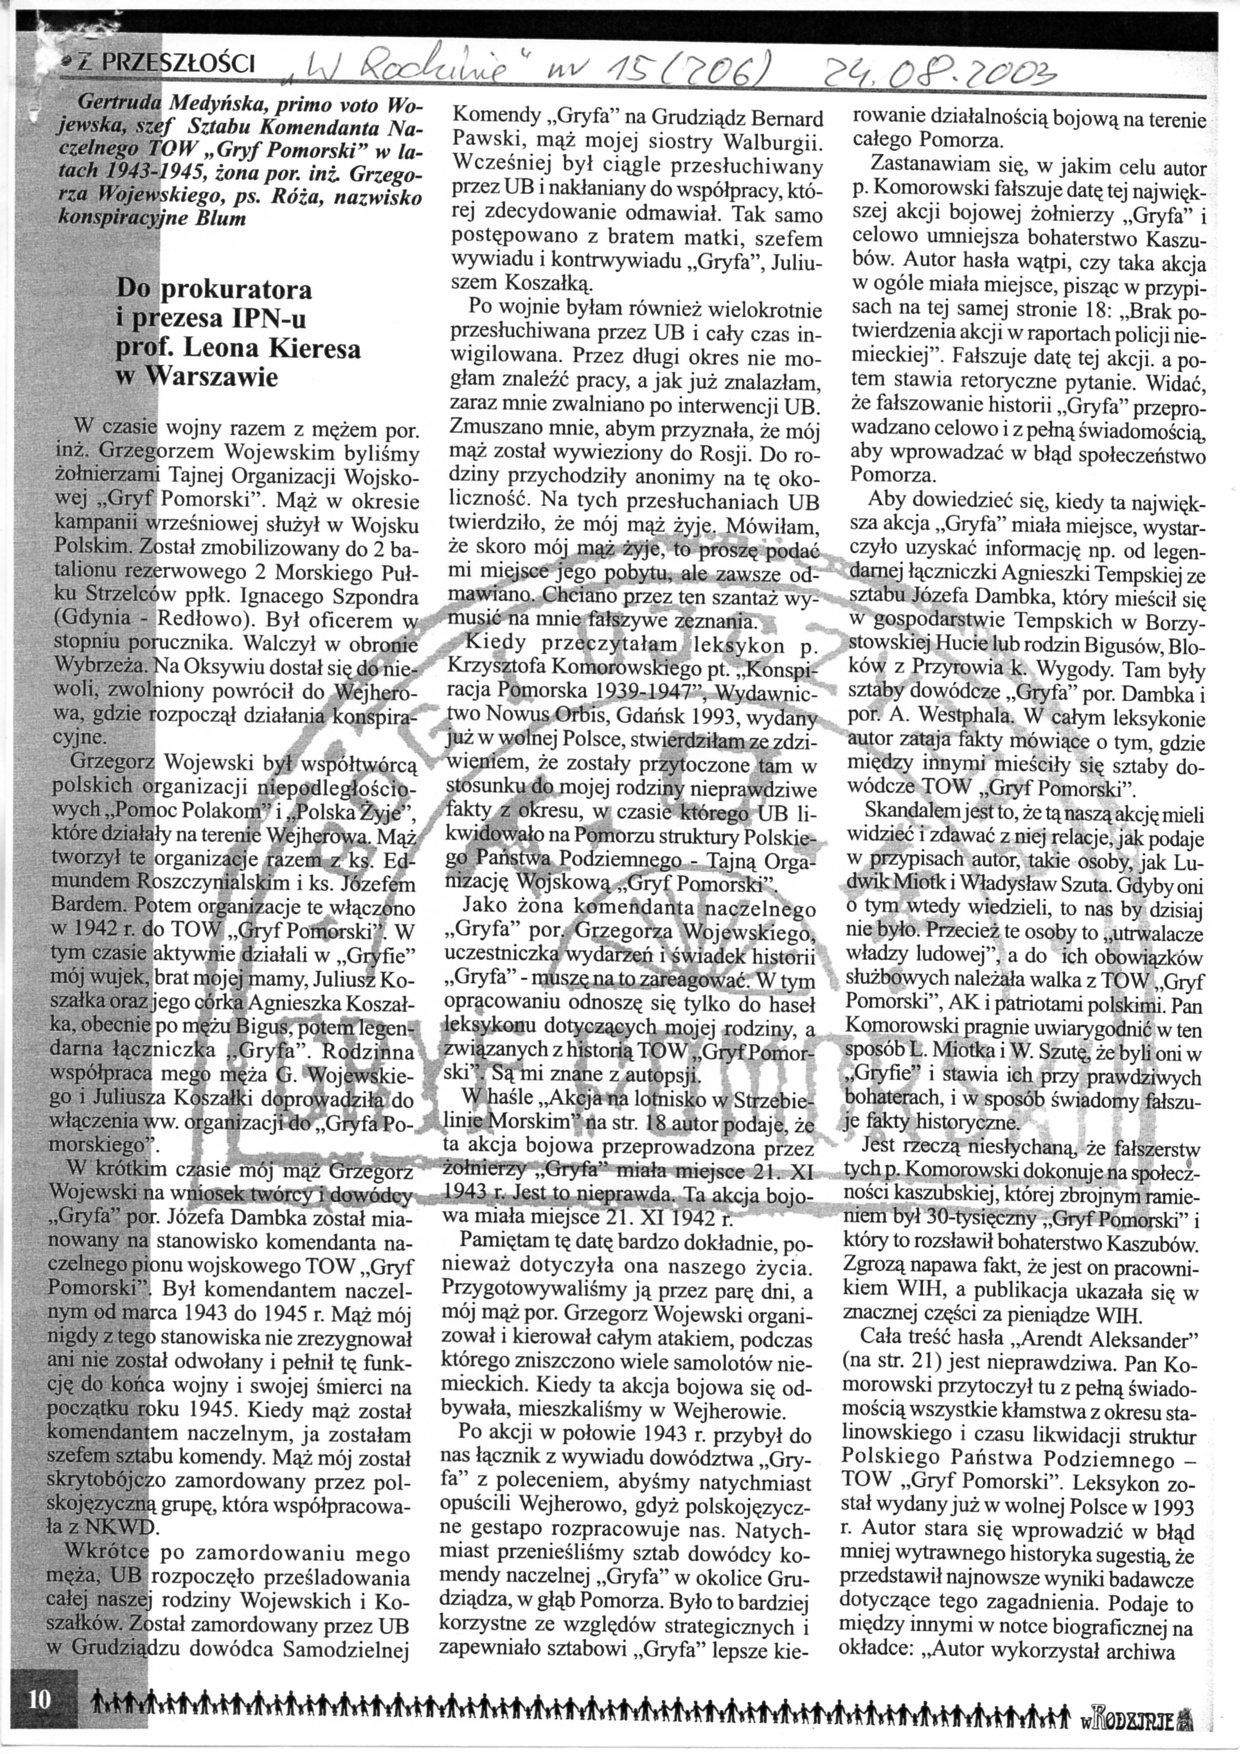 • Z PRZESZŁOŚCI
„W Rodzinie" nr 15 (206) 24.08.2003
Gertruda Medyńska, primo voto Wo-
jewska, szef Sztabu Komendanta Na-
czelnego TOW „Gryf Pomorski” w la-
tach 1943-1945, żona por. inż. Grzego-
rza Wojewskiego, ps. Róża, nazwisko
konspiracyjne Blum
Do prokuratora
i prezesa IPN-u
prof. Leona Kieresa
w Warszawie
W czasie wojny razem z mężem por.
inż. Grzegorzem Wojewskim byliśmy
żołnierzami Tajnej Organizacji Wojsko-
wej „Gryf Pomorski”. Mąż w okresie
kampanii wrześniowej służył w Wojsku
Polskim. Został zmobilizowany do 2 ba-
talionu rezerwowego 2 Morskiego Puł-
ku Strzelców ppłk. Ignacego Szpondra
(Gdynia - Redłowo). Był oficerem w
stopniu porucznika. Walczył w obronie
Wybrzeża. Na Oksywiu dostał się do nie-
woli, zwolniony powrócił do Wejhero-
wa, gdzie rozpoczął działania konspira-
cyjne.
Grzegorz Wojewski był współtwórcą
polskich organizacji niepodległościo-
wych „Pomoc Polakom” i „Polska Żyje”,
które działały na terenie Wejherowa. Mąż
tworzył te organizacje razem z ks. Ed-
mundem Roszczynialskim i ks. Józefem
Bardem. Potem organizacje te włączono
w 1942 r. do TOW „Gryf Pomorski”. W
tym czasie aktywnie działali w „Gryfie”
mój wujek, brat mojej mamy, Juliusz Ko-
szałka oraz jego córka Agnieszka Koszał-
ka, obecnie po mężu Bigus, potem legen-
darna łączniczka „Gryfa”. Rodzinna
współpraca mego męża G. Wojewskie-
go i Juliusza Koszałki doprowadziła do
włączenia ww. organizacji do „Gryfa Po-
morskiego”.
W krótkim czasie mój mąż Grzegorz
Wojewski na wniosek twórcy i dowódcy
„Gryfa” por. Józefa Dambka został mia-
nowany na stanowisko komendanta na-
czelnego pionu wojskowego TOW „Gryf
Pomorski”. Był komendantem naczel-
nym od marca 1943 do 1945 r. Mąż mój
nigdy z tego stanowiska nie zrezygnował
ani nie został odwołany i pełnił tę funk-
cję do końca wojny i swojej śmierci na
początku roku 1945. Kiedy mąż został
komendantem naczelnym, ja zostałam
szefem sztabu komendy. Mąż mój został
skrytobójczo zamordowany przez pol-
skojęzyczną grupę, która współpracowa-
ła z NKWD.
Wkrótce po zamordowaniu mego
męża, UB rozpoczęło prześladowania
całej naszej rodziny Wojewskich i Ko-
szałków. Został zamordowany przez UB
w Grudziądzu dowódca Samodzielnej
Komendy „Gryfa” na Grudziądz Bernard
Pawski, mąż mojej siostry Walburgii.
Wcześniej był ciągle przesłuchiwany
przez UB i nakłaniany do współpracy, któ-
rej zdecydowanie odmawiał. Tak samo
postępowano z bratem matki, szefem
wywiadu i kontrwywiadu „Gryfa”, Juliu-
szem Koszałką.
Po wojnie byłam również wielokrotnie
przesłuchiwana przez UB i cały czas in-
wigilowana. Przez długi okres nie mo-
głam znaleźć pracy, a jak już znalazłam,
zaraz mnie zwalniano po interwencji UB.
Zmuszano mnie, abym przyznała, że mój
mąż został wywieziony do Rosji. Do ro-
dziny przychodziły anonimy na tę oko-
liczność. Na tych przesłuchaniach UB
twierdziło, że mój mąż żyje. Mówiłam,
że skoro mój mąż żyje, to proszę podać
mi miejsce jego pobytu, ale zawsze od-
mawiano. Chciano przez ten szantaż wy-
musić na mnie fałszywe zeznania.
Kiedy przeczytałam leksykon p.
Krzysztofa Komorowskiego pt. „Konspi-
racja Pomorska 1939-1947”, Wydawnic-
two Nowus Orbis, Gdańsk 1993, wydany
już w wolnej Polsce, stwierdziłam ze zdzi-
wieniem, że zostały przytoczone tam w
stosunku do mojej rodziny nieprawdziwe
fakty z okresu, w czasie którego UB li-
kwidowało na Pomorzu struktury Polskie-
go Państwa Podziemnego - Tajną Orga-
nizację Wojskową „Gryf Pomorski”.
Jako żona komendanta naczelnego
„Gryfa” por. Grzegorza Wojewskiego,
uczestniczka wydarzeń i świadek historii
„Gryfa” - muszę na to zareagować. W tym
opracowaniu odnoszę się tylko do haseł
leksykonu dotyczących mojej rodziny, a
związanych z historią TOW „Gryf Pomor-
ski”. Są mi znane z autopsji.
W haśle „Akcja na lotnisko w Strzebie-
linie Morskim” na str. 18 autor podaje, że
ta akcja bojowa przeprowadzona przez
żołnierzy „Gryfa” miała miejsce 21. XI
1943 r. Jest to nieprawda. Ta akcja bojo-
wa miała miejsce 21. XI 1942 r.
Pamiętam tę datę bardzo dokładnie, po-
nieważ dotyczyła ona naszego życia.
Przygotowywaliśmy ją przez parę dni, a
mój mąż por. Grzegorz Wojewski organi-
zował i kierował całym atakiem, podczas
którego zniszczono wiele samolotów nie-
mieckich. Kiedy ta akcja bojowa się od-
bywała, mieszkaliśmy w Wejherowie.
Po akcji w połowie 1943 r. przybył do
nas łącznik z wywiadu dowództwa „Gry-
fa” z poleceniem, abyśmy natychmiast
opuścili Wejherowo, gdyż polskojęzycz-
ne gestapo rozpracowuje nas. Natych-
miast przenieśliśmy sztab dowódcy ko-
mendy naczelnej „Gryfa” w okolice Gru-
dziądza, w głąb Pomorza. Było to bardziej
korzystne ze względów strategicznych i
zapewniało sztabowi „Gryfa” lepsze kie-
rowanie działalnością bojową na terenie
całego Pomorza.
Zastanawiam się, w jakim celu autor
p. Komorowski fałszuje datę tej najwięk-
szej akcji bojowej żołnierzy „Gryfa” i
celowo umniejsza bohaterstwo Kaszu-
bów. Autor hasła wątpi, czy taka akcja
w ogóle miała miejsce, pisząc w przypi-
sach na tej samej stronie 18: „Brak po-
twierdzenia akcji w raportach policji nie-
mieckiej”. Fałszuje datę tej akcji. a po-
tem stawia retoryczne pytanie. Widać,
że fałszowanie historii „Gryfa” przepro-
wadzano celowo i z pełną świadomością,
aby wprowadzać w błąd społeczeństwo
Pomorza.
Aby dowiedzieć się, kiedy ta najwięk-
sza akcja „Gryfa” miała miejsce, wystar-
czyło uzyskać informację np. od legen-
darnej łączniczki Agnieszki Tempskiej ze
sztabu Józefa Dambka, który mieścił się
w gospodarstwie Tempskich w Borzy-
stowskiej Hucie lub rodzin Bigusów, Blo-
ków z Przyrowia k. Wygody. Tam były
sztaby dowódcze „Gryfa” por. Dambka i
por. A. Westphala. W całym leksykonie
autor zataja fakty mówiące o tym, gdzie
między innymi mieściły się sztaby do-
wódcze TOW „Gryf Pomorski”.
Skandalem jest to, że tą naszą akcję mieli
widzieć i zdawać z niej relacje, jak podaje
w przypisach autor, takie osoby, jak Lu-
dwik Miotk i Władysław Szuta. Gdyby oni
o tym wtedy wiedzieli, to nas by dzisiaj
nie było. Przecież te osoby to „utrwalacze
władzy ludowej”, a do ich obowiązków
służbowych należała walka z TOW „Gryf
Pomorski”, AK i patriotami polskimi. Pan
Komorowski pragnie uwiarygodnić w ten
sposób L. Miotka i W. Szutę, że byli oni w
„Gryfie” i stawia ich przy prawdziwych
bohaterach, i w sposób świadomy fałszu-
je fakty historyczne.
Jest rzeczą niesłychaną, że fałszerstw
tych p. Komorowski dokonuje na społecz-
ności kaszubskiej, której zbrojnym ramie-
niem był 30-tysięczny „Gryf Pomorski” i
który to rozsławił bohaterstwo Kaszubów.
Zgrozą napawa fakt, że jest on pracowni-
kiem WIH, a publikacja ukazała się w
znacznej części za pieniądze WIH.
Cała treść hasła „Arendt Aleksander”
(na str. 21) jest nieprawdziwa. Pan Ko-
morowski przytoczył tu z pełną świado-
mością wszystkie kłamstwa z okresu sta-
linowskiego i czasu likwidacji struktur
Polskiego Państwa Podziemnego –
TOW „Gryf Pomorski”. Leksykon zo-
stał wydany już w wolnej Polsce w 1993
r. Autor stara się wprowadzić w błąd
mniej wytrawnego historyka sugestią, że
przedstawił najnowsze wyniki badawcze
dotyczące tego zagadnienia. Podaje to
między innymi w notce biograficznej na
okładce: „Autor wykorzystał archiwa
GRYF POMORSKI
10
wRODZINIE